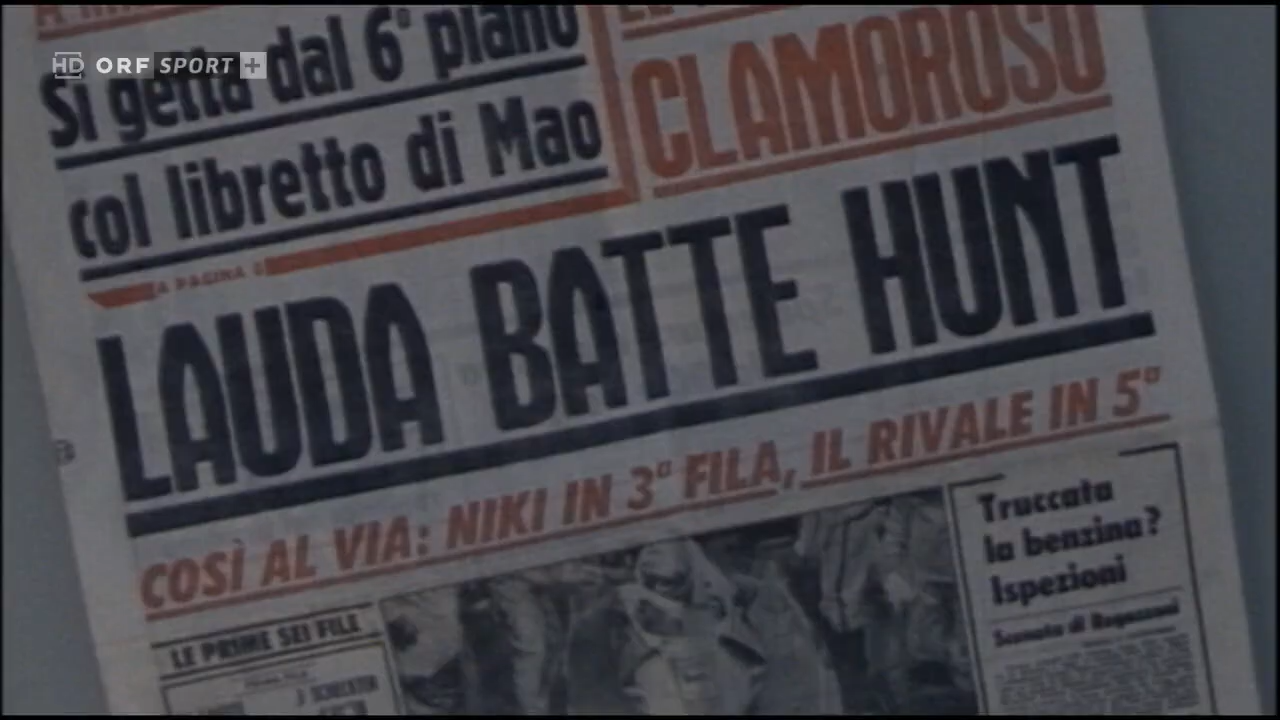 HD ORF SPORT +
Si getta dal 6° piano
col libretto di Mao
A PAGINA
CLAMOROSO
LAUDA BATTE HUNT
COSÌ AL VIA: NIKI IN 3ª FILA, IL RIVALE IN 5ª
LE PRIME SEI FILE
Truccata
la benzina?
Ispezioni